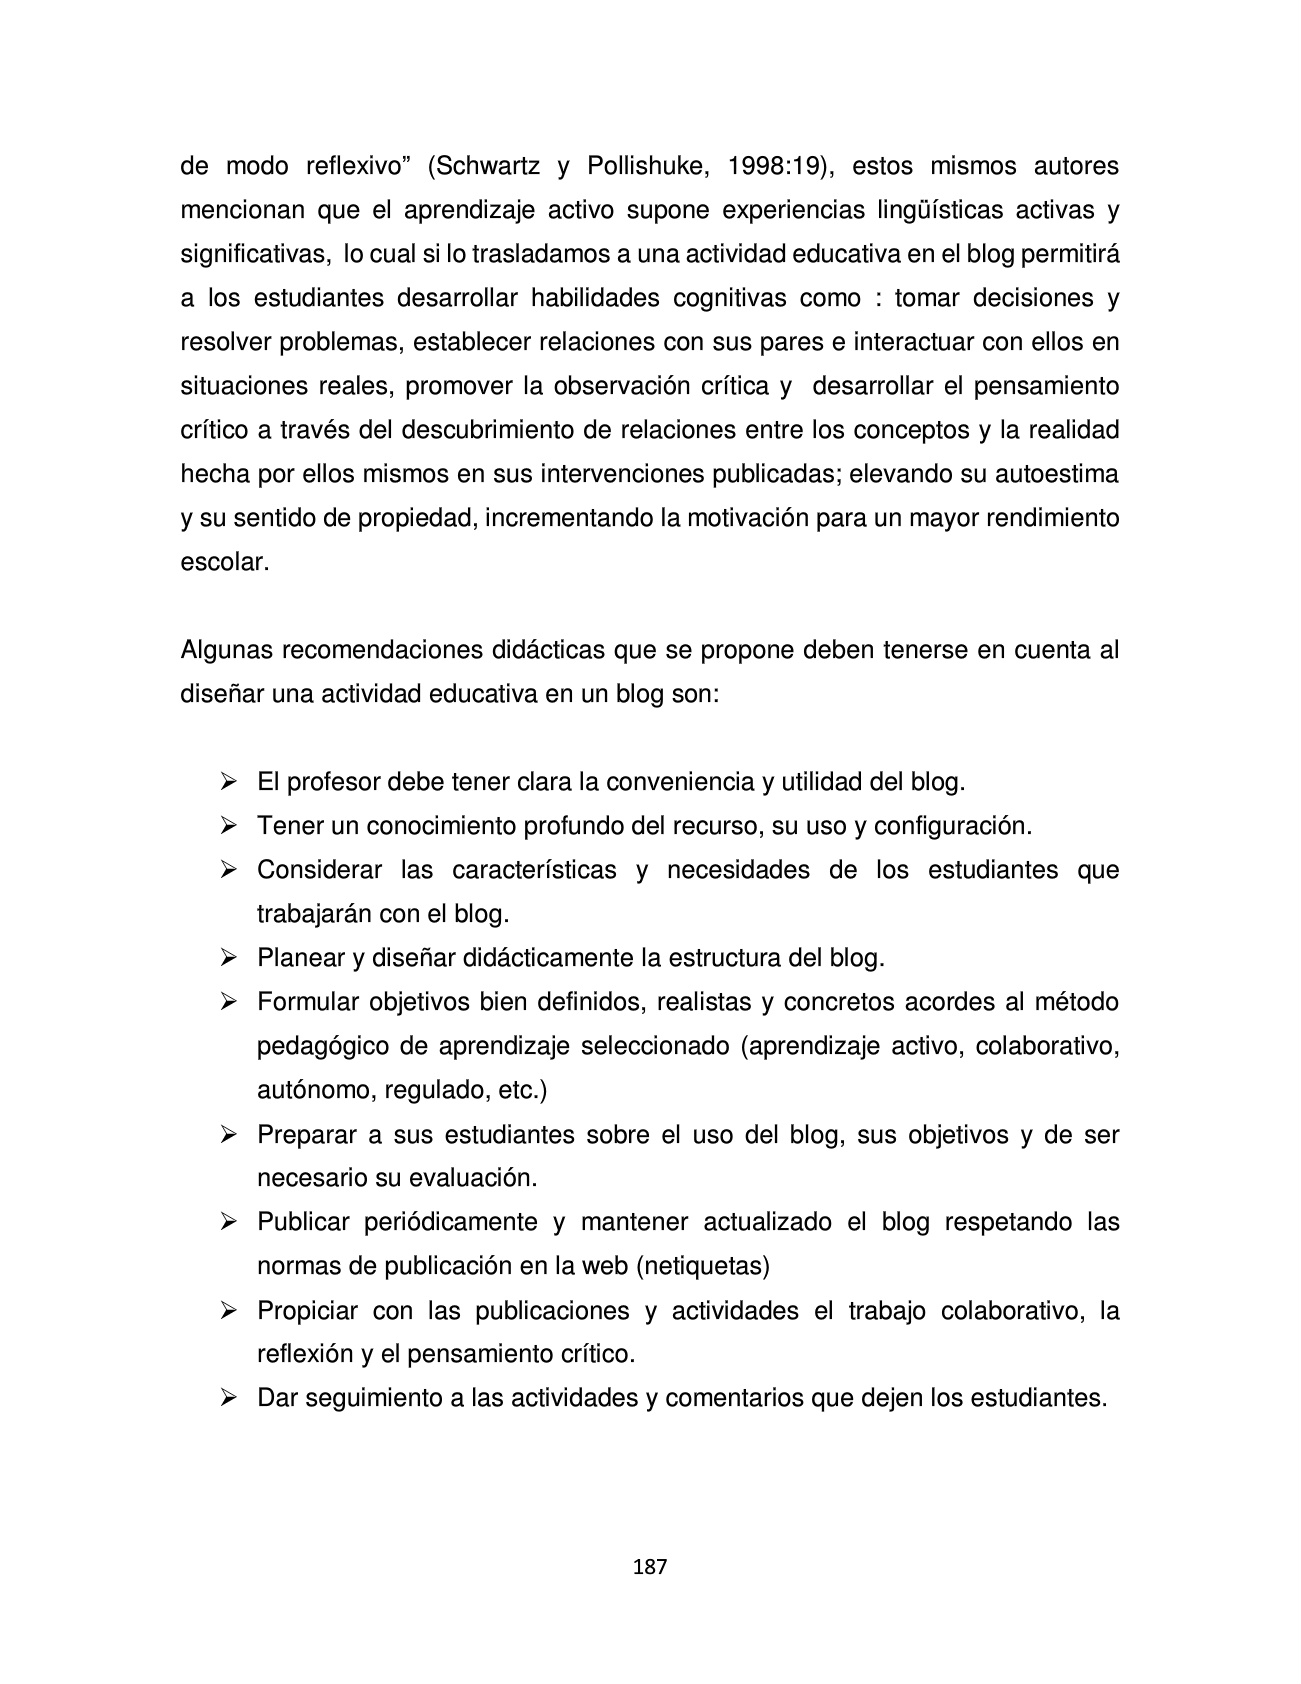 de modo reflexivo” (Schwartz y Pollishuke, 1998:19), estos mismos autores
mencionan que el aprendizaje activo supone experiencias lingüísticas activas y
significativas, lo cual si lo trasladamos a una actividad educativa en el blog permitirá
a los estudiantes desarrollar habilidades cognitivas como : tomar decisiones y
resolver problemas, establecer relaciones con sus pares e interactuar con ellos en
situaciones reales, promover la observación crítica y desarrollar el pensamiento
crítico a través del descubrimiento de relaciones entre los conceptos y la realidad
hecha por ellos mismos en sus intervenciones publicadas; elevando su autoestima
y su sentido de propiedad, incrementando la motivación para un mayor rendimiento
escolar.
Algunas recomendaciones didácticas que se propone deben tenerse en cuenta al
diseñar una actividad educativa en un blog son:
➢ El profesor debe tener clara la conveniencia y utilidad del blog.
➢ Tener un conocimiento profundo del recurso, su uso y configuración.
➢ Considerar las características y necesidades de los estudiantes que
trabajarán con el blog.
➢ Planear y diseñar didácticamente la estructura del blog.
➢ Formular objetivos bien definidos, realistas y concretos acordes al método
pedagógico de aprendizaje seleccionado (aprendizaje activo, colaborativo,
autónomo, regulado, etc.)
➢ Preparar a sus estudiantes sobre el uso del blog, sus objetivos y de ser
necesario su evaluación.
➢ Publicar periódicamente y mantener actualizado el blog respetando las
normas de publicación en la web (netiquetas)
➢ Propiciar con las publicaciones y actividades el trabajo colaborativo, la
reflexión y el pensamiento crítico.
➢ Dar seguimiento a las actividades y comentarios que dejen los estudiantes.
187